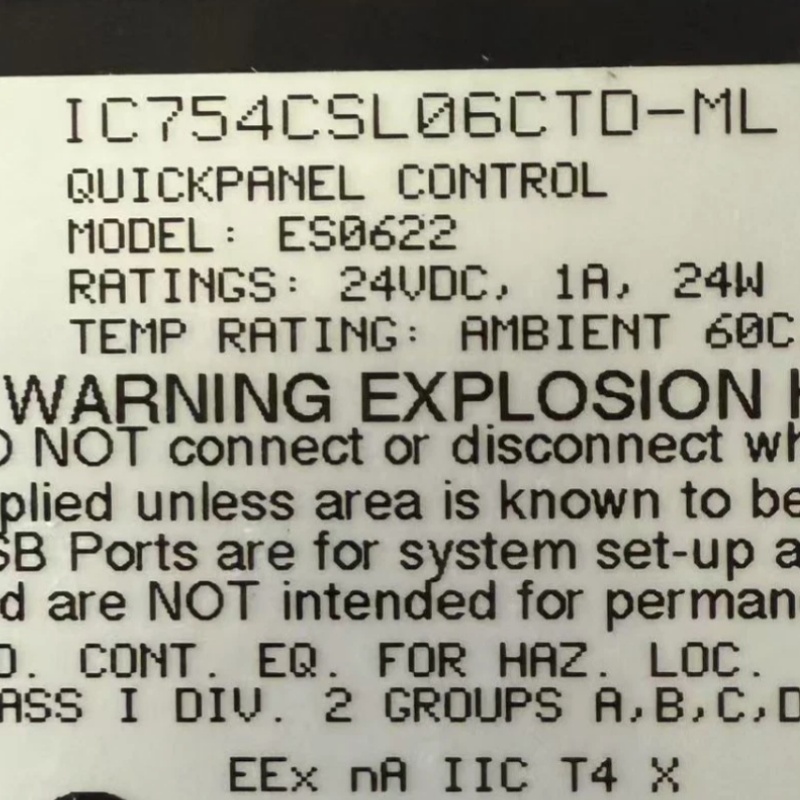 IC754CSL06CTD-ML
QUICKPANEL CONTROL
MODEL: ES0622
RATINGS: 24VDC, 1A, 24W
TEMP RATING: AMBIENT 60C
WARNING EXPLOSION
NOT connect or disconnect wh
plied unless area is known to be
SB Ports are for system set-up a
d are NOT intended for perman
D. CONT. EQ. FOR HAZ. LOC.
ASS I DIV. 2 GROUPS A,B,C,D
EEx nA IIC T4 X